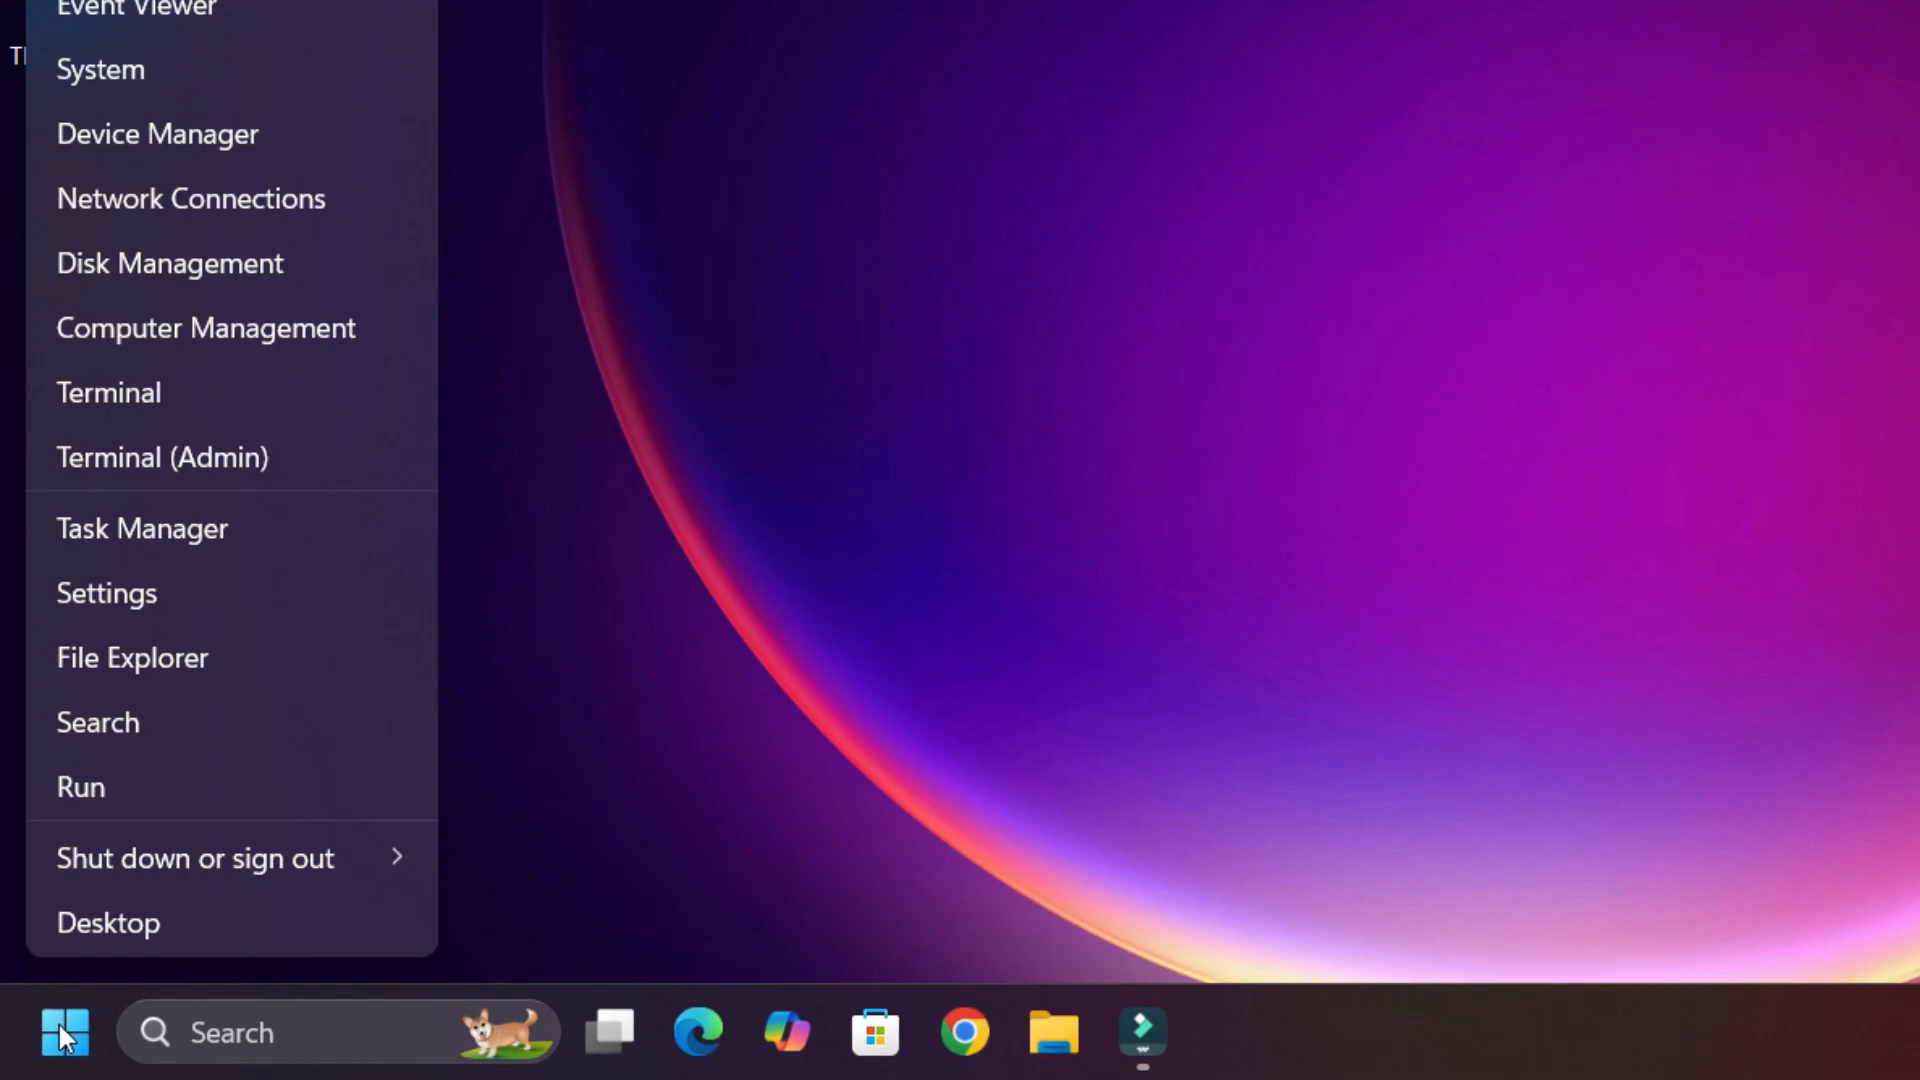 Event Viewer
System
Device Manager
Network Connections
Disk Management
Computer Management
Terminal
Terminal (Admin)
Task Manager
Settings
File Explorer
Search
Run
Shut down or sign out
Desktop
Search